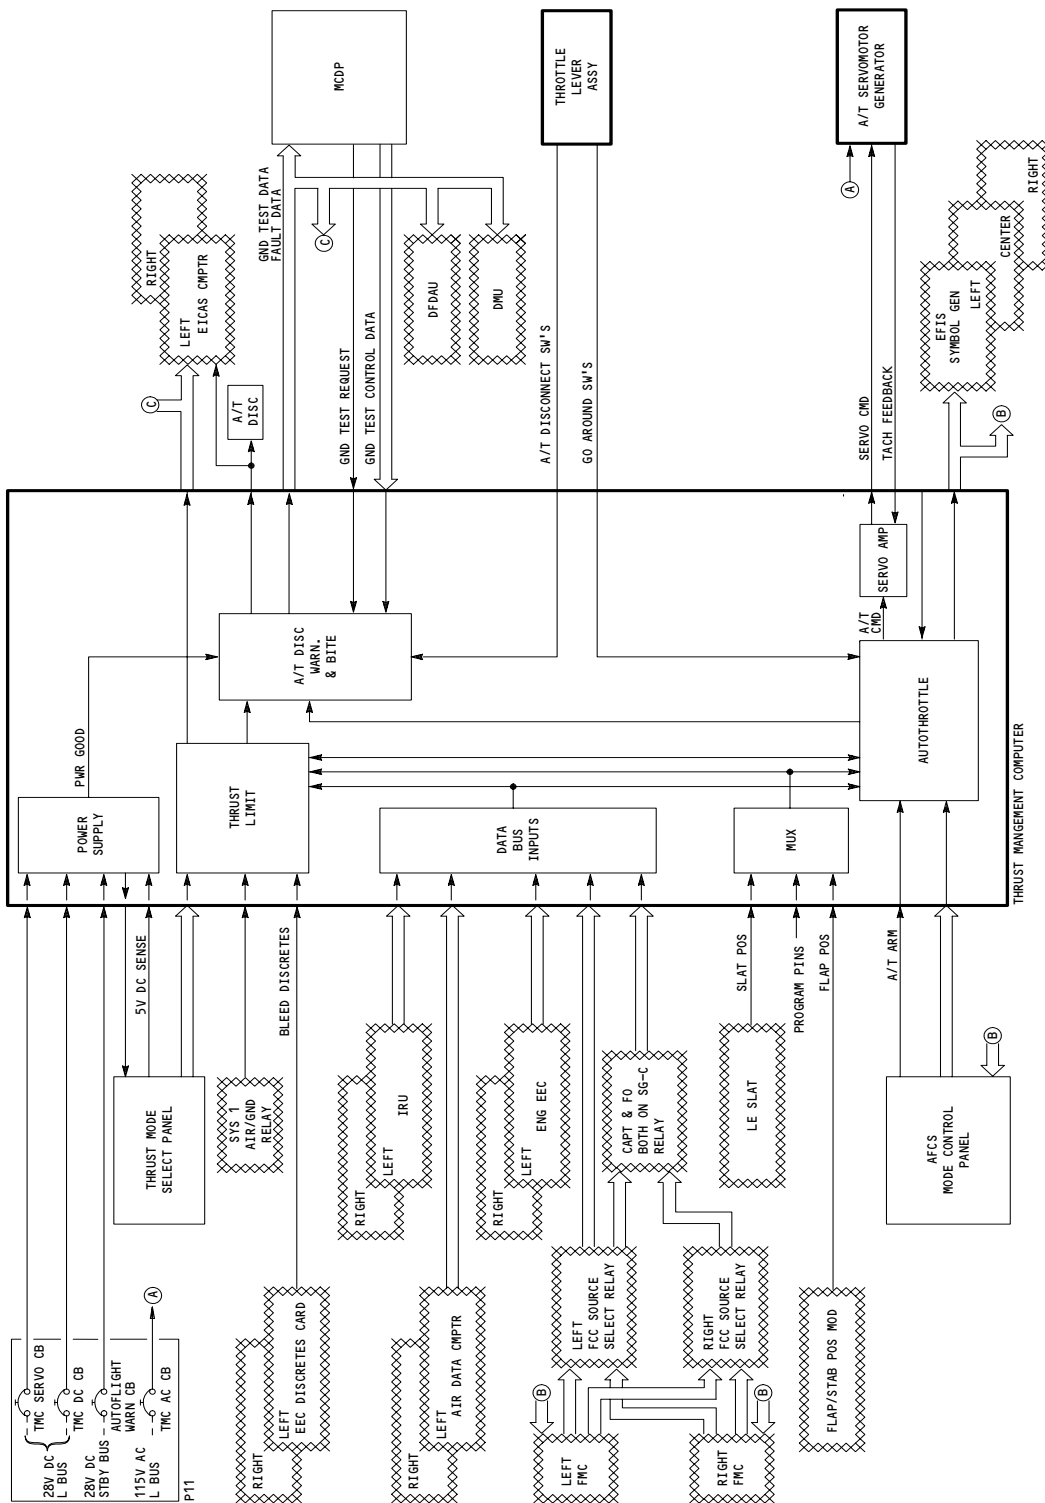 28V DC
L BUS
TMC SERVO CB
TMC DC CB
28V DC
STBY BUS
AUTOFLIGHT
WARN CB
115V AC
L BUS
TMC AC CB
A
P11
THRUST MODE
SELECT PANEL
5V DC SENSE
SYS 1
AIR/GND
RELAY
RIGHT
LEFT
EEC DISCRETES CARD
BLEED DISCRETES
RIGHT
LEFT
IRU
RIGHT
LEFT
AIR DATA CMPTR
RIGHT
LEFT
ENG EEC
B
LEFT
FMC
RIGHT
FMC
B
LEFT
FCC SOURCE
SELECT RELAY
RIGHT
FCC SOURCE
SELECT RELAY
CAPT & FO
BOTH ON SG-C
RELAY
LE SLAT
SLAT POS
PROGRAM PINS
FLAP POS
FLAP/STAB POS MOD
AFCS
MODE CONTROL
PANEL
B
A/T ARM
POWER
SUPPLY
PWR GOOD
THRUST
LIMIT
DATA
BUS
INPUTS
MUX
A/T DISC
WARN.
& BITE
AUTOTHROTTLE
A/T
CMD
SERVO AMP
THRUST MANGEMENT COMPUTER
C
A/T
DISC
RIGHT
LEFT
EICAS CMPTR
GND TEST DATA
FAULT DATA
C
GND TEST REQUEST
GND TEST CONTROL DATA
MCDP
DFDAU
DMU
A/T DISCONNECT SW'S
GO AROUND SW'S
THROTTLE
LEVER
ASSY
SERVO CMD
TACH FEEDBACK
A
A/T SERVOMOTOR
GENERATOR
EFIS
SYMBOL GEN
LEFT
CENTER
RIGHT
B